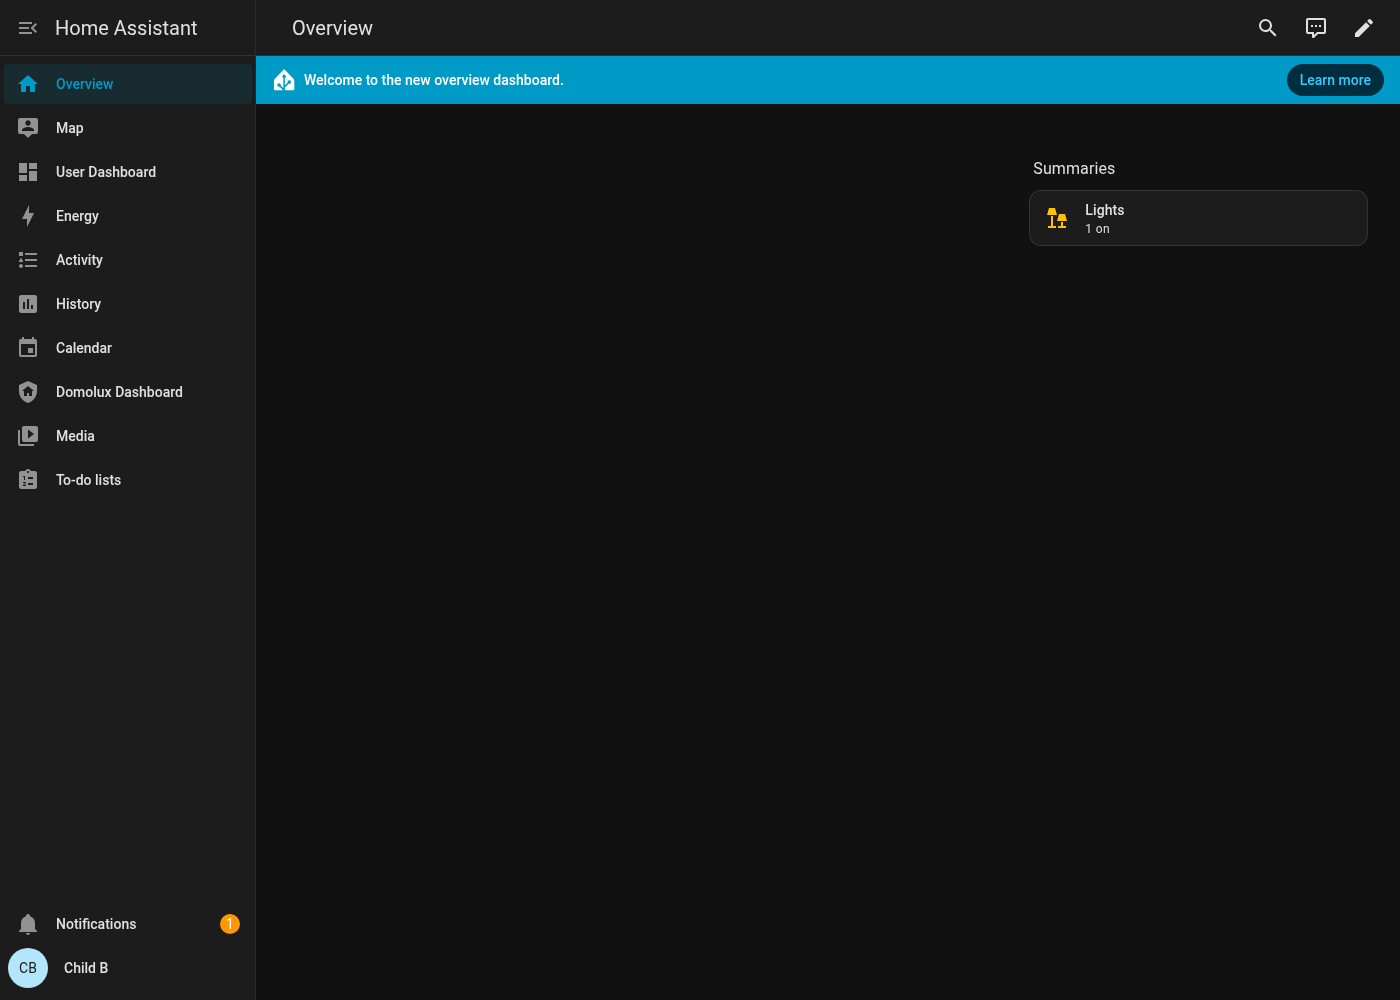 Home Assistant
Overview
Welcome to the new overview dashboard.
Learn more
Overview
Map
User Dashboard
Energy
Activity
History
Calendar
Domolux Dashboard
Media
To-do lists
Summaries
Lights
1 on
Notifications
1
CB
Child B